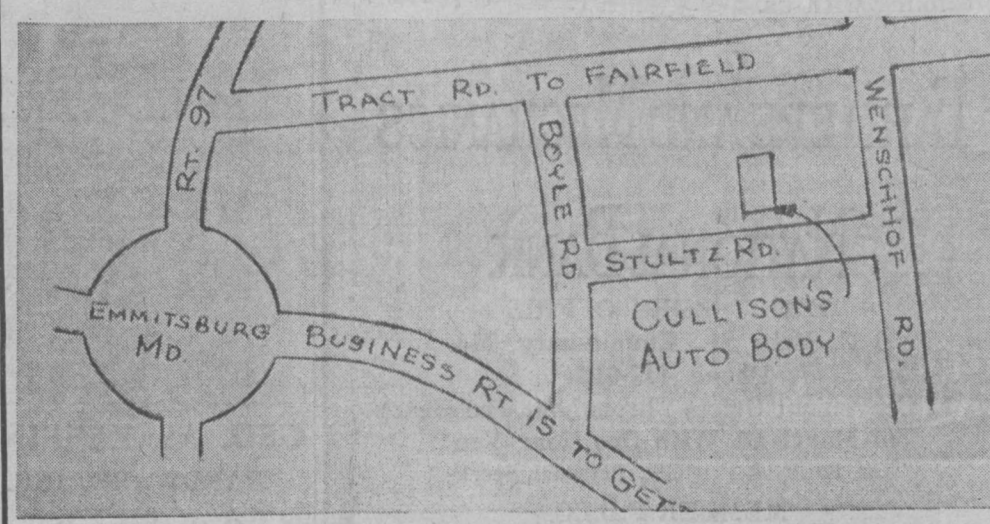 TRACT RD. TO FAIRFIELD
RT. 97
BOYLE RD
WENSCHHOF RD.
STULTZ RD.
EMMITSBURG
MD.
BUSINESS RT 15 TO GET
CULLISON'S
AUTO BODY